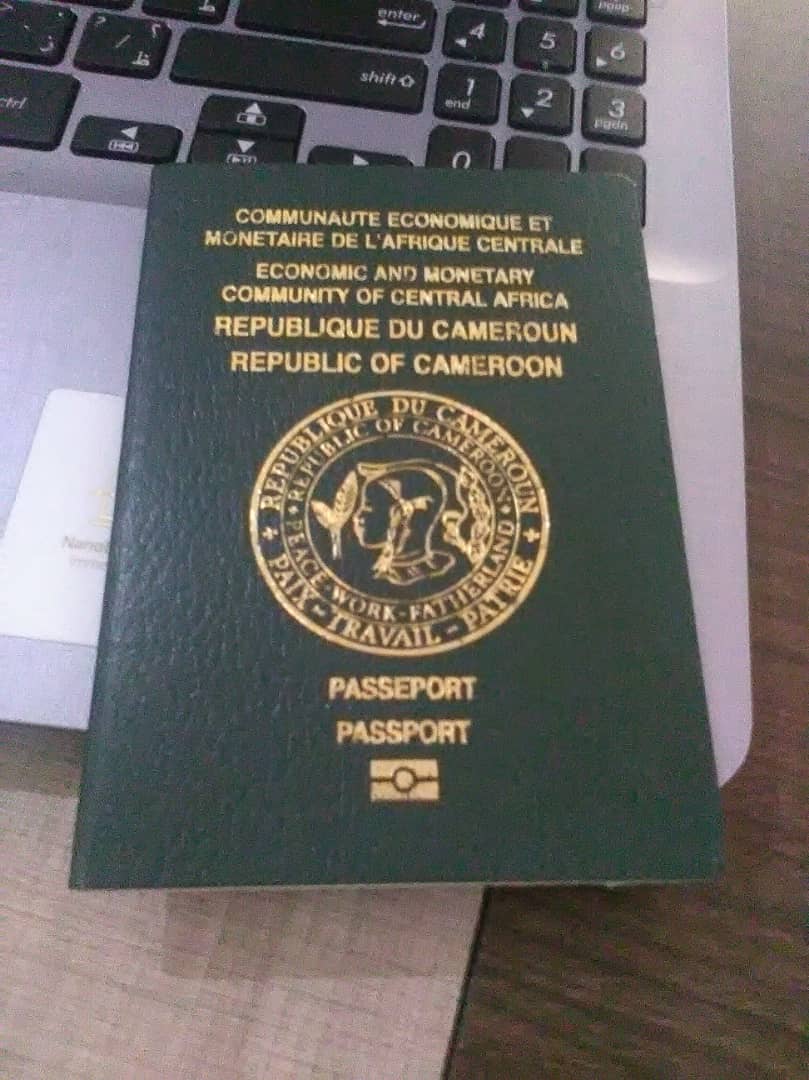 enter
4
5
6
shift
1
end
2
3
pgdn
ctrl
0
COMMUNAUTE ECONOMIQUE ET
MONETAIRE DE L'AFRIQUE CENTRALE
ECONOMIC AND MONETARY
COMMUNITY OF CENTRAL AFRICA
REPUBLIQUE DU CAMEROUN
REPUBLIC OF CAMEROON
REPUBLIQUE DU CAMEROUN
REPUBLIC OF CAMEROON
PEACE-WORK-FATHERLAND
PAIX-TRAVAIL-PATRIE
PASSEPORT
PASSPORT